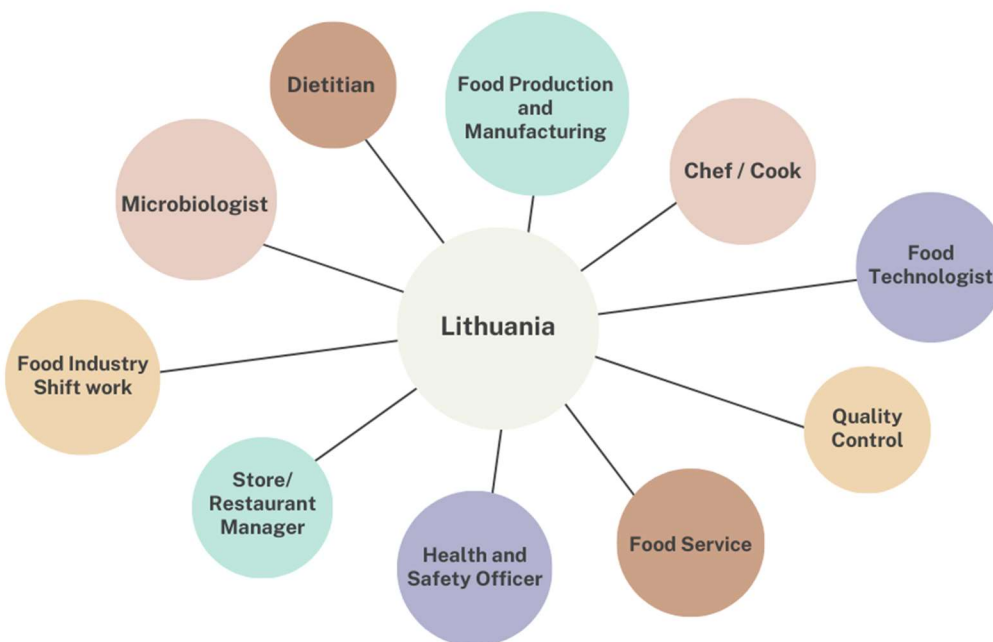 Dietitian
Food Production
and
Manufacturing
Chef / Cook
Microbiologist
Food
Technologist
Lithuania
Food Industry
Shift work
Quality
Control
Store/
Restaurant
Manager
Health and
Safety Officer
Food Service